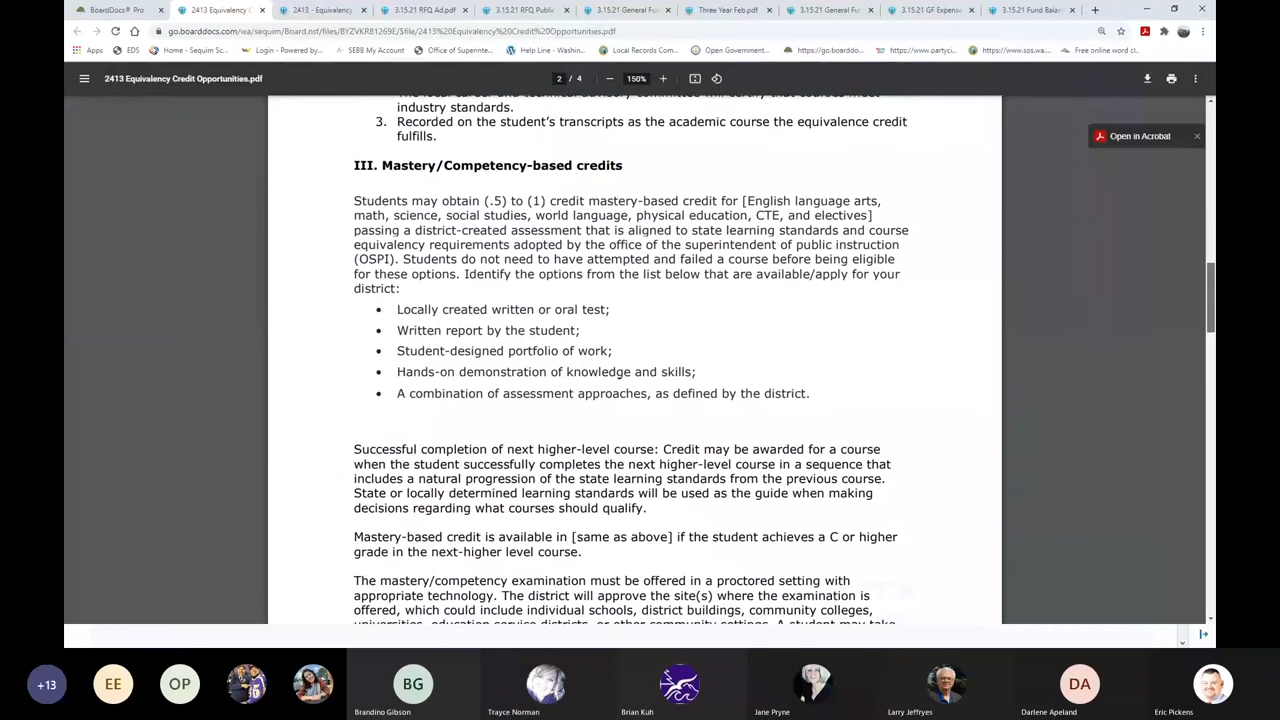 BoardDocs® Pro
2413 Equivalency C
2413 - Equivalency
3.15.21 RFQ Ad.pdf
3.15.21 RFQ Public
3.15.21 General Fun
Three Year Feb.pdf
3.15.21 General Fun
3.15.21 GF Expense
3.15.21 Fund Balan
go.boarddocs.com/wa/sequim/Board.nsf/files/BYZVKR81269E/$file/2413%20Equivalency%20Credit%20Opportunities.pdf
Apps
EDS
Home - Sequim Sc...
Login - Powered by...
SEBB My Account
Office of Superinte...
Help Line - Washin...
Local Records Com...
Open Government...
https://go.boarddo...
https://www.partyci...
https://www.sos.wa...
Free online word cl...
2413 Equivalency Credit Opportunities.pdf
2 / 4
150%
Open in Acrobat
industry standards.
3. Recorded on the student’s transcripts as the academic course the equivalence credit
fulfills.
III. Mastery/Competency-based credits
Students may obtain (.5) to (1) credit mastery-based credit for [English language arts,
math, science, social studies, world language, physical education, CTE, and electives]
passing a district-created assessment that is aligned to state learning standards and course
equivalency requirements adopted by the office of the superintendent of public instruction
(OSPI). Students do not need to have attempted and failed a course before being eligible
for these options. Identify the options from the list below that are available/apply for your
district:
• Locally created written or oral test;
• Written report by the student;
• Student-designed portfolio of work;
• Hands-on demonstration of knowledge and skills;
• A combination of assessment approaches, as defined by the district.
Successful completion of next higher-level course: Credit may be awarded for a course
when the student successfully completes the next higher-level course in a sequence that
includes a natural progression of the state learning standards from the previous course.
State or locally determined learning standards will be used as the guide when making
decisions regarding what courses should qualify.
Mastery-based credit is available in [same as above] if the student achieves a C or higher
grade in the next-higher level course.
The mastery/competency examination must be offered in a proctored setting with
appropriate technology. The district will approve the site(s) where the examination is
offered, which could include individual schools, district buildings, community colleges,
universities, education service districts, or other community settings. A student may take
+13
EE
OP
BG
DA
Brandino Gibson
Trayce Norman
Brian Kuh
Jane Pryne
Larry Jeffryes
Darlene Apeland
Eric Pickens